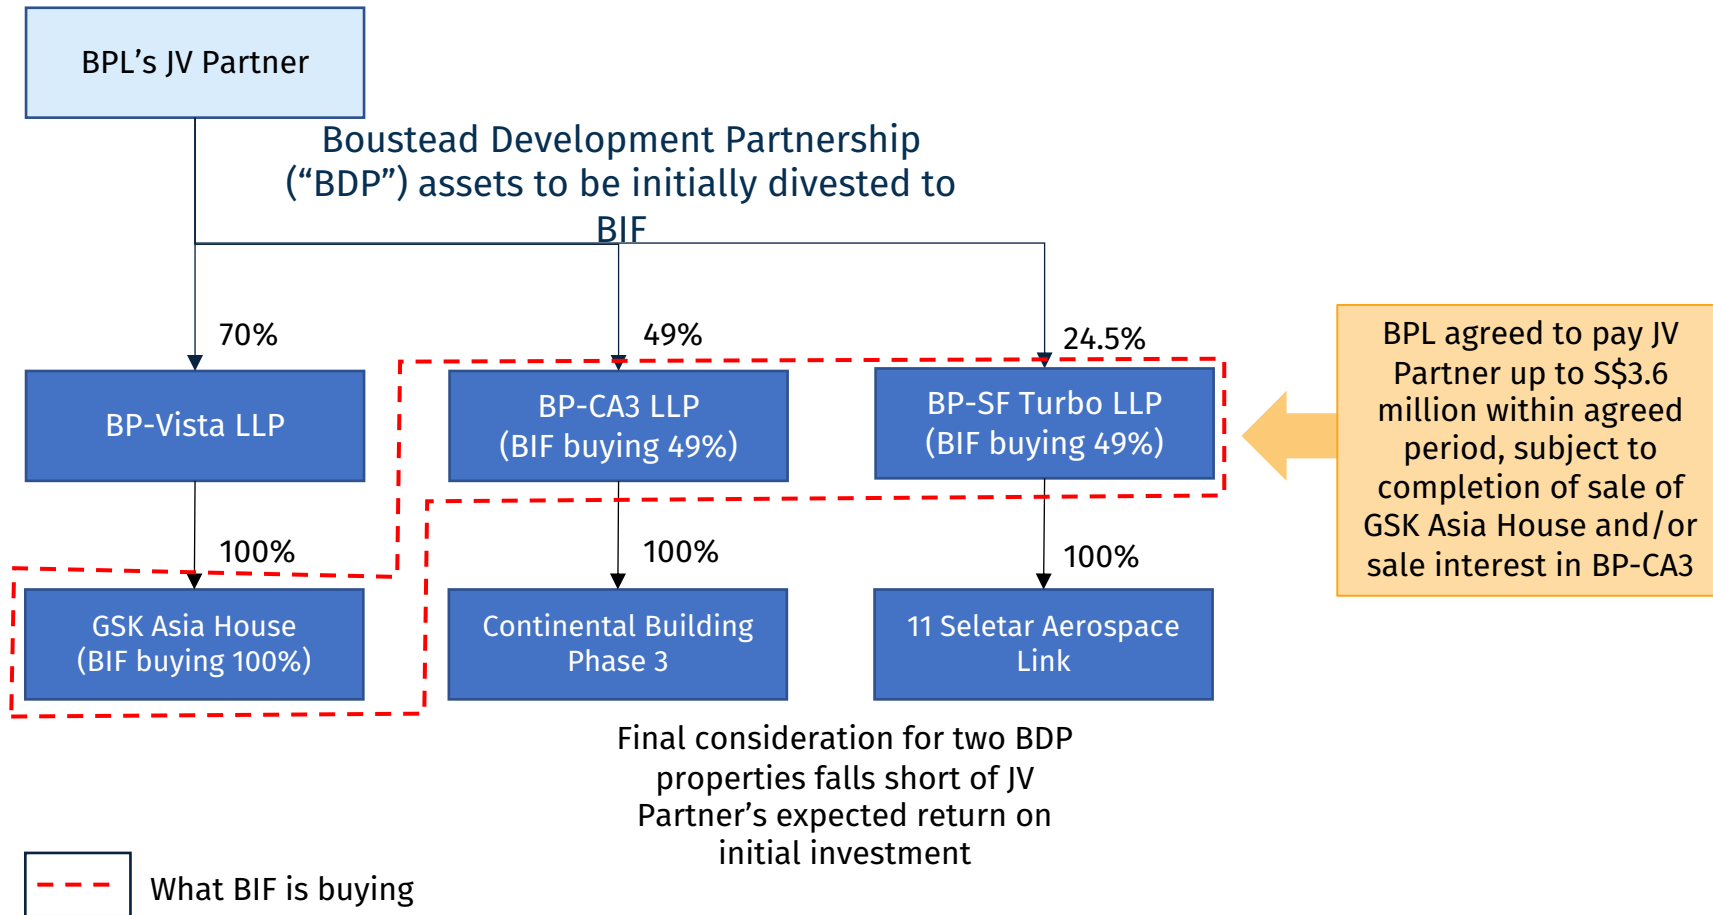 BPL’s JV Partner
Boustead Development Partnership
(“BDP”) assets to be initially divested to
BIF
70%
49%
24.5%
BP-Vista LLP
BP-CA3 LLP
(BIF buying 49%)
BP-SF Turbo LLP
(BIF buying 49%)
BPL agreed to pay JV
Partner up to S$3.6
million within agreed
period, subject to
completion of sale of
GSK Asia House and/or
sale interest in BP-CA3
100%
100%
100%
GSK Asia House
(BIF buying 100%)
Continental Building
Phase 3
11 Seletar Aerospace
Link
Final consideration for two BDP
properties falls short of JV
Partner’s expected return on
initial investment
What BIF is buying